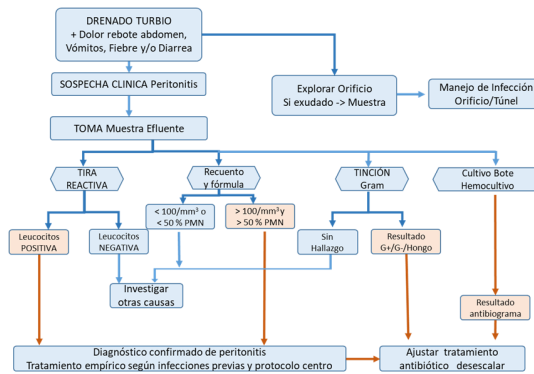 DRENADO TURBIO
+ Dolor rebote abdomen,
Vómitos, Fiebre y/o Diarrea
SOSPECHA CLINICA Peritonitis
Explorar Orificio
Si exudado -> Muestra
Manejo de Infección
Orificio/Túnel
TOMA Muestra Efluente
TIRA
REACTIVA
Recuento
y fórmula
TINCIÓN
Gram
Cultivo Bote
Hemocultivo
< 100/mm³ o
< 50 % PMN
> 100/mm³ y
> 50 % PMN
Leucocitos
POSITIVA
Leucocitos
NEGATIVA
Sin
Hallazgo
Resultado
G+/G-/Hongo
Investigar
otras causas
Resultado
antibiograma
Diagnóstico confirmado de peritonitis
Tratamiento empírico según infecciones previas y protocolo centro
Ajustar tratamiento
antibiótico desescalar